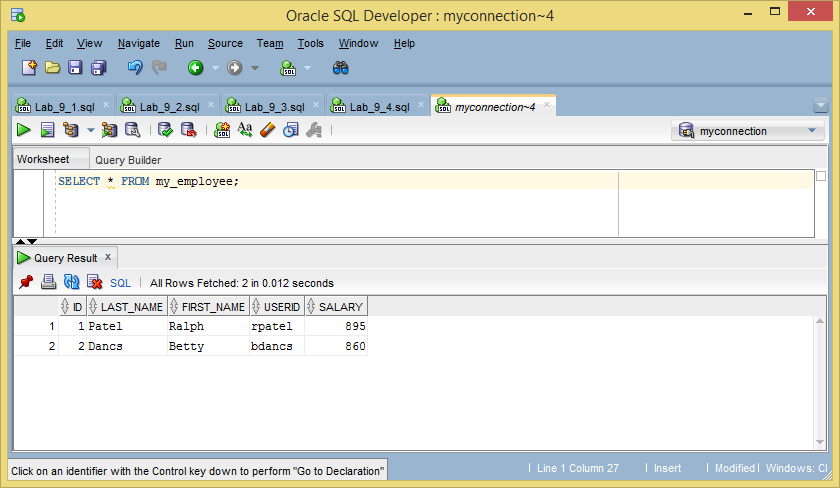 Oracle SQL Developer : myconnection~4
File Edit View Navigate Run Source Team Tools Window Help
Lab_9_1.sql Lab_9_2.sql Lab_9_3.sql Lab_9_4.sql myconnection~4
myconnection
Worksheet Query Builder
SELECT * FROM my_employee;
Query Result x
SQL All Rows Fetched: 2 in 0.012 seconds
ID LAST_NAME FIRST_NAME USERID SALARY
1 1 Patel Ralph rpatel 895
2 2 Dancs Betty bdancs 860
Click on an identifier with the Control key down to perform "Go to Declaration" Line 1 Column 27 Insert Modified Windows: Cl